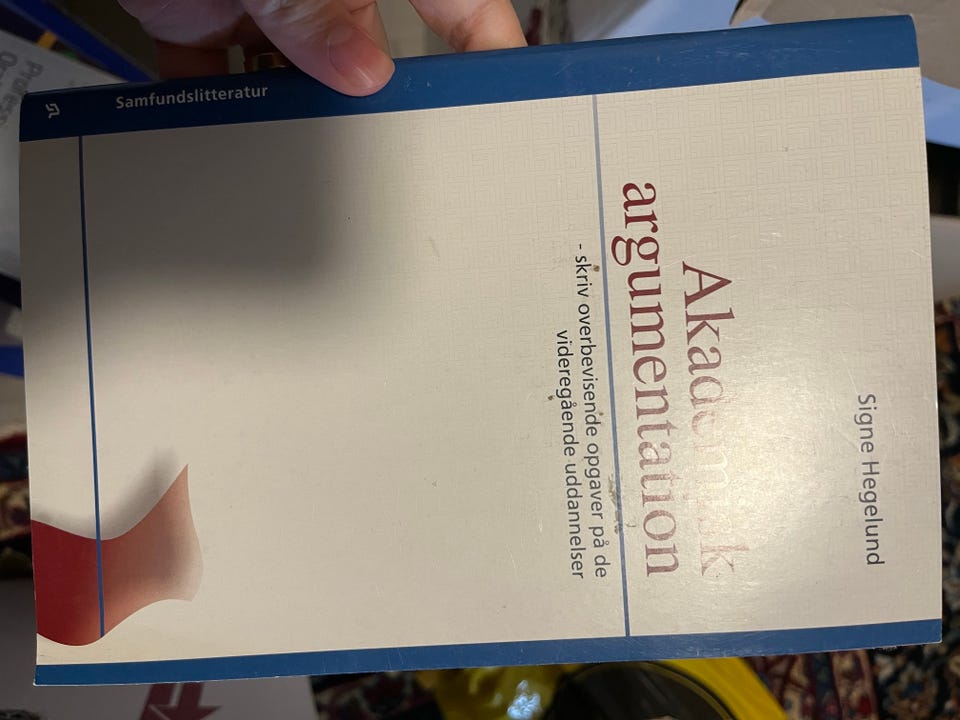 Signe Hegelund
Akademisk
argumentation
- skriv overbevisende opgaver på de
videregående uddannelser
Samfundslitteratur